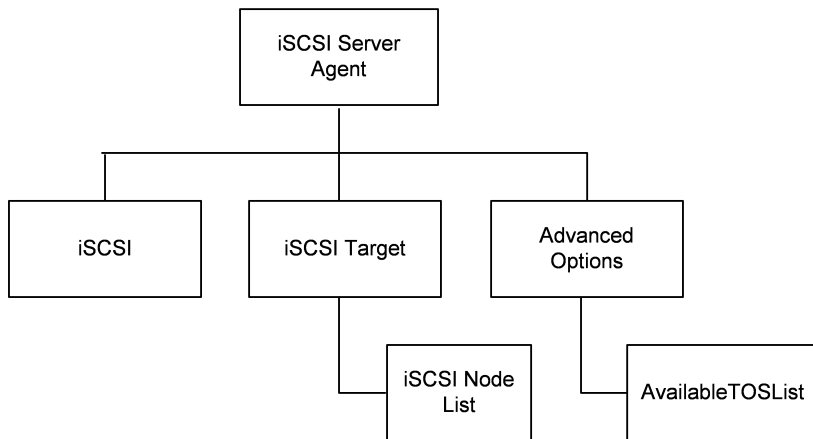 iSCSI Server
Agent
iSCSI
iSCSI Target
Advanced
Options
iSCSI Node
List
AvailableTOSList